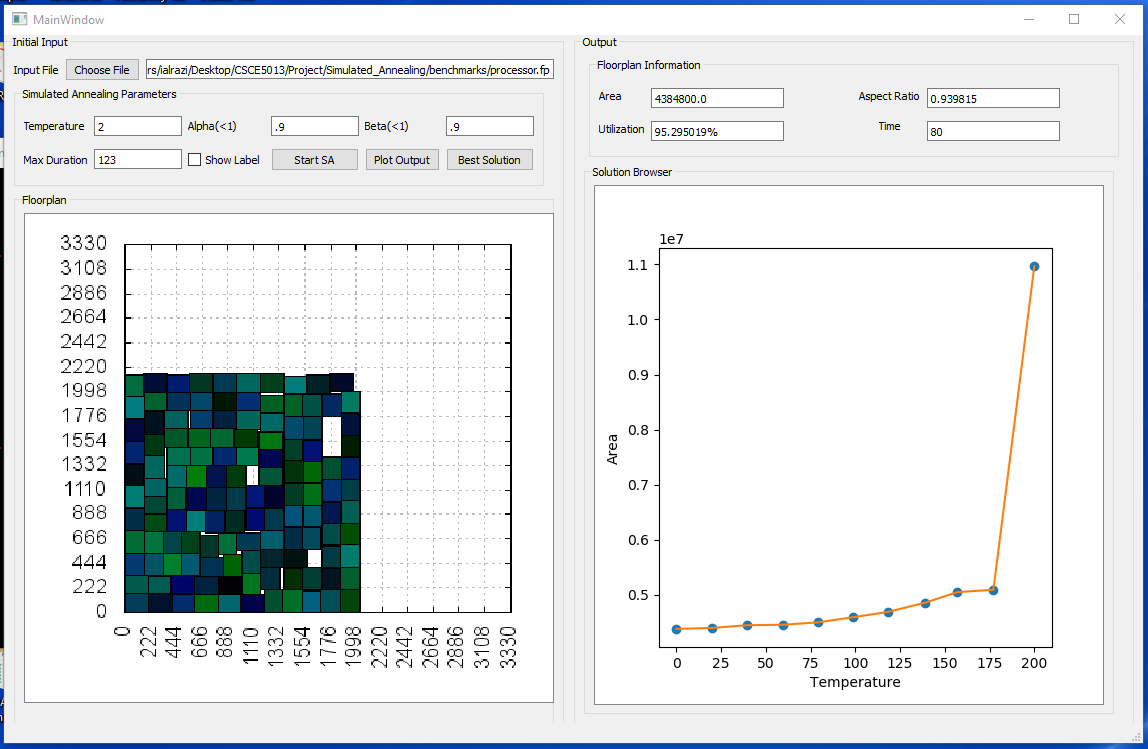 MainWindow
Initial Input
Input File Choose File rs/ialrazi/Desktop/CSCE5013/Project/Simulated_Annealing/benchmarks/processor.fp
Simulated Annealing Parameters
Temperature 2 Alpha(<1) .9 Beta(<1) .9
Max Duration 123 Show Label Start SA Plot Output Best Solution
Floorplan
3330
3108
2886
2664
2442
2220
1998
1776
1554
1332
1110
888
666
444
222
0
0 222 444 666 888 1110 1332 1554 1776 1998 2220 2442 2664 2886 3108 3330
Output
Floorplan Information
Area 4384800.0 Aspect Ratio 0.939815
Utilization 95.295019% Time 80
Solution Browser
1e7
1.1
1.0
0.9
0.8
0.7
0.6
0.5
Area
0 25 50 75 100 125 150 175 200
Temperature